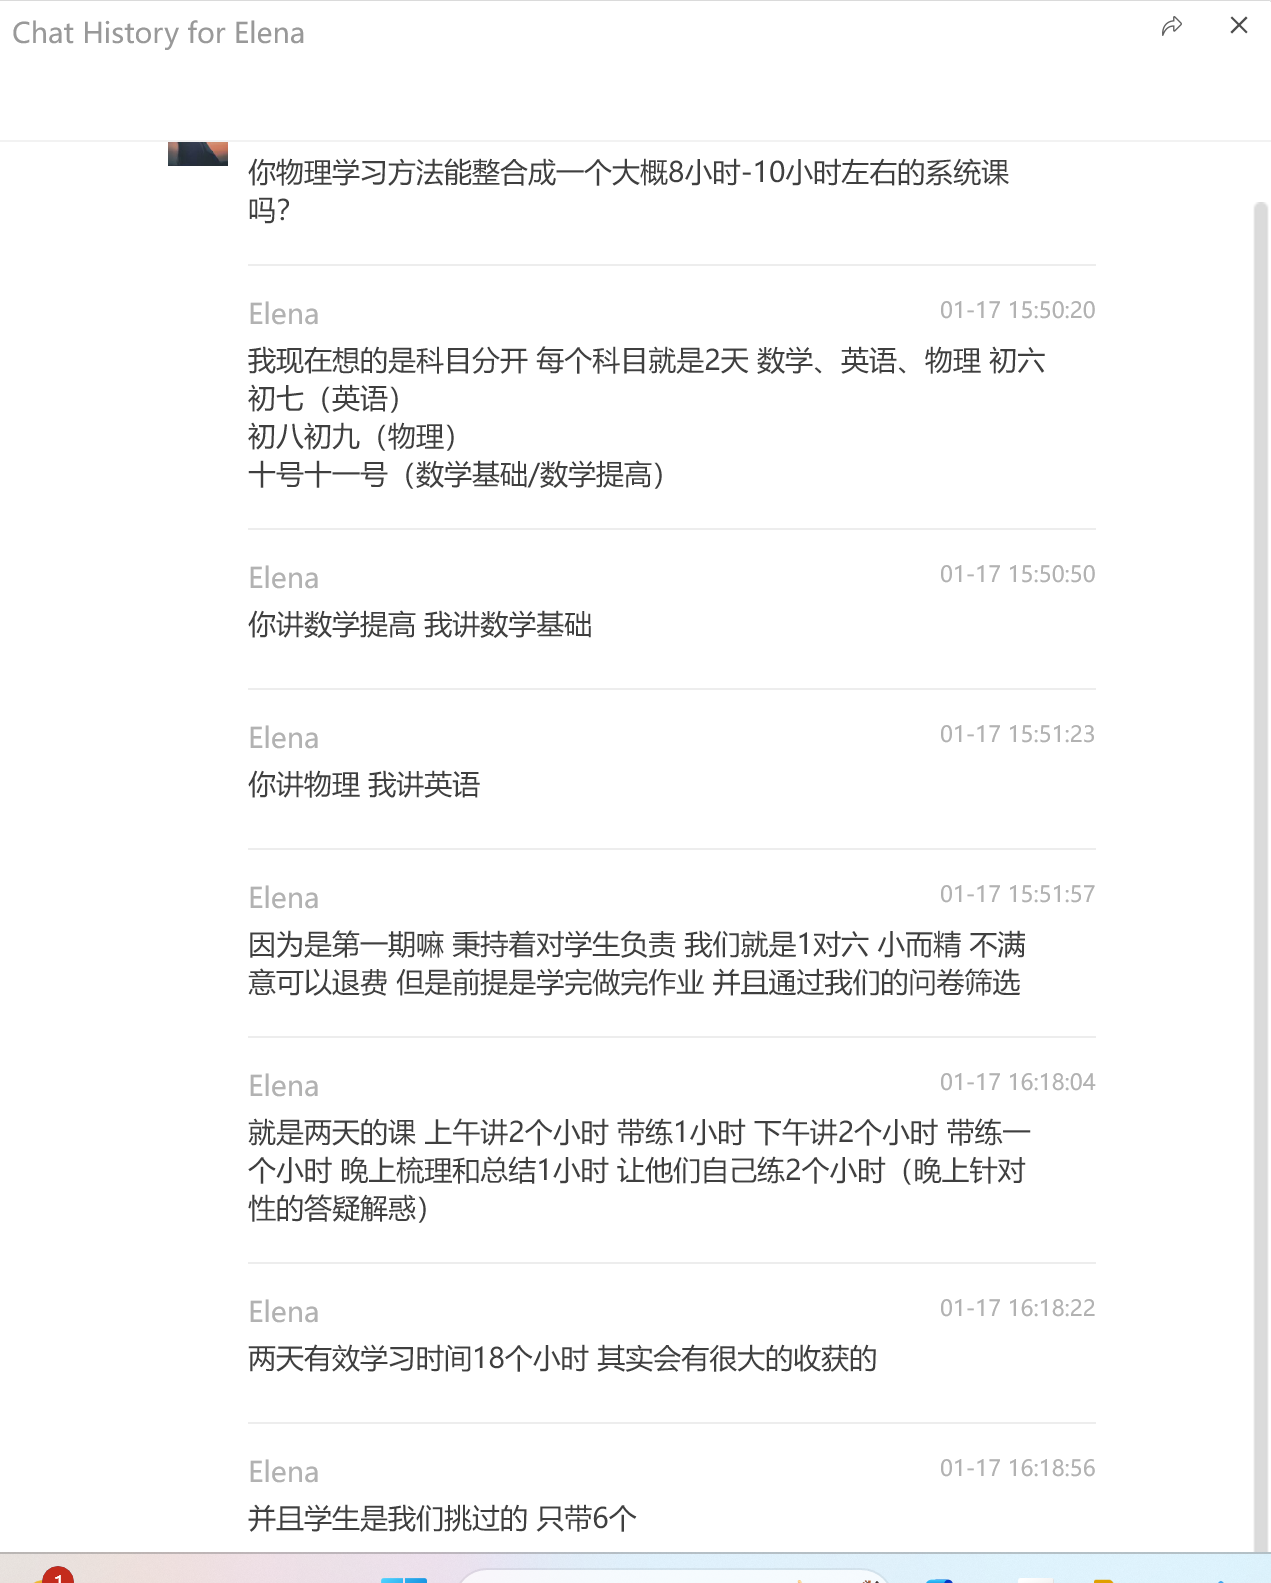 Chat History for Elena
你物理学习方法能整合成一个大概8小时-10小时左右的系统课
吗?
Elena
01-17 15:50:20
我现在想的是科目分开 每个科目就是2天 数学、英语、物理 初六
初七（英语）
初八初九（物理）
十号十一号（数学基础/数学提高）
Elena
01-17 15:50:50
你讲数学提高 我讲数学基础
Elena
01-17 15:51:23
你讲物理 我讲英语
Elena
01-17 15:51:57
因为是第一期嘛 秉持着对学生负责 我们就是1对六 小而精 不满
意可以退费 但是前提是学完做完作业 并且通过我们的问卷筛选
Elena
01-17 16:18:04
就是两天的课 上午讲2个小时 带练1小时 下午讲2个小时 带练一
个小时 晚上梳理和总结1小时 让他们自己练2个小时（晚上针对
性的答疑解惑）
Elena
01-17 16:18:22
两天有效学习时间18个小时 其实会有很大的收获的
Elena
01-17 16:18:56
并且学生是我们挑过的 只带6个
1